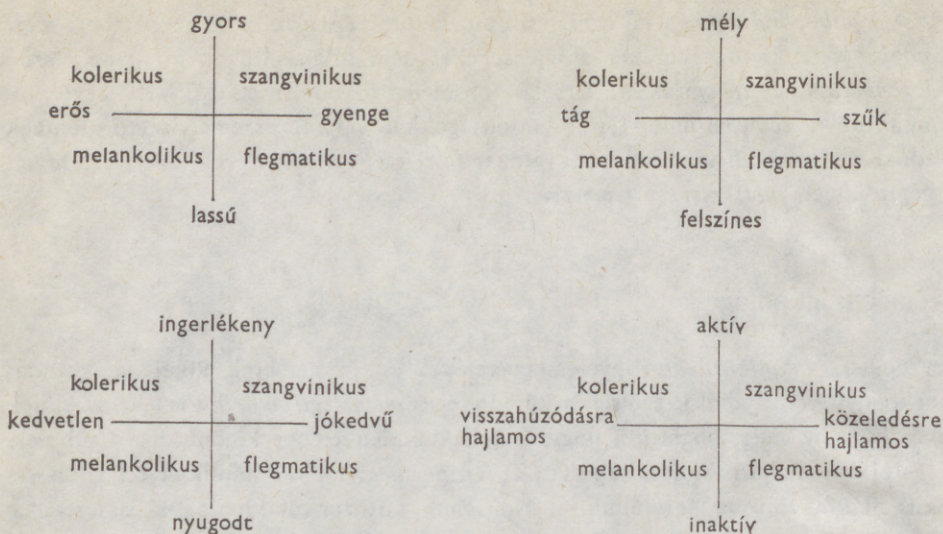 gyors
kolerikus szangvinikus
erős gyenge
melankolikus flegmatikus
lassú
mély
kolerikus szangvinikus
tág szűk
melankolikus flegmatikus
felszínes
ingerlékeny
kolerikus szangvinikus
kedvetlen jókedvű
melankolikus flegmatikus
nyugodt
aktív
kolerikus szangvinikus
visszahúzódásra
hajlamos
közeledésre
hajlamos
melankolikus flegmatikus
inaktív